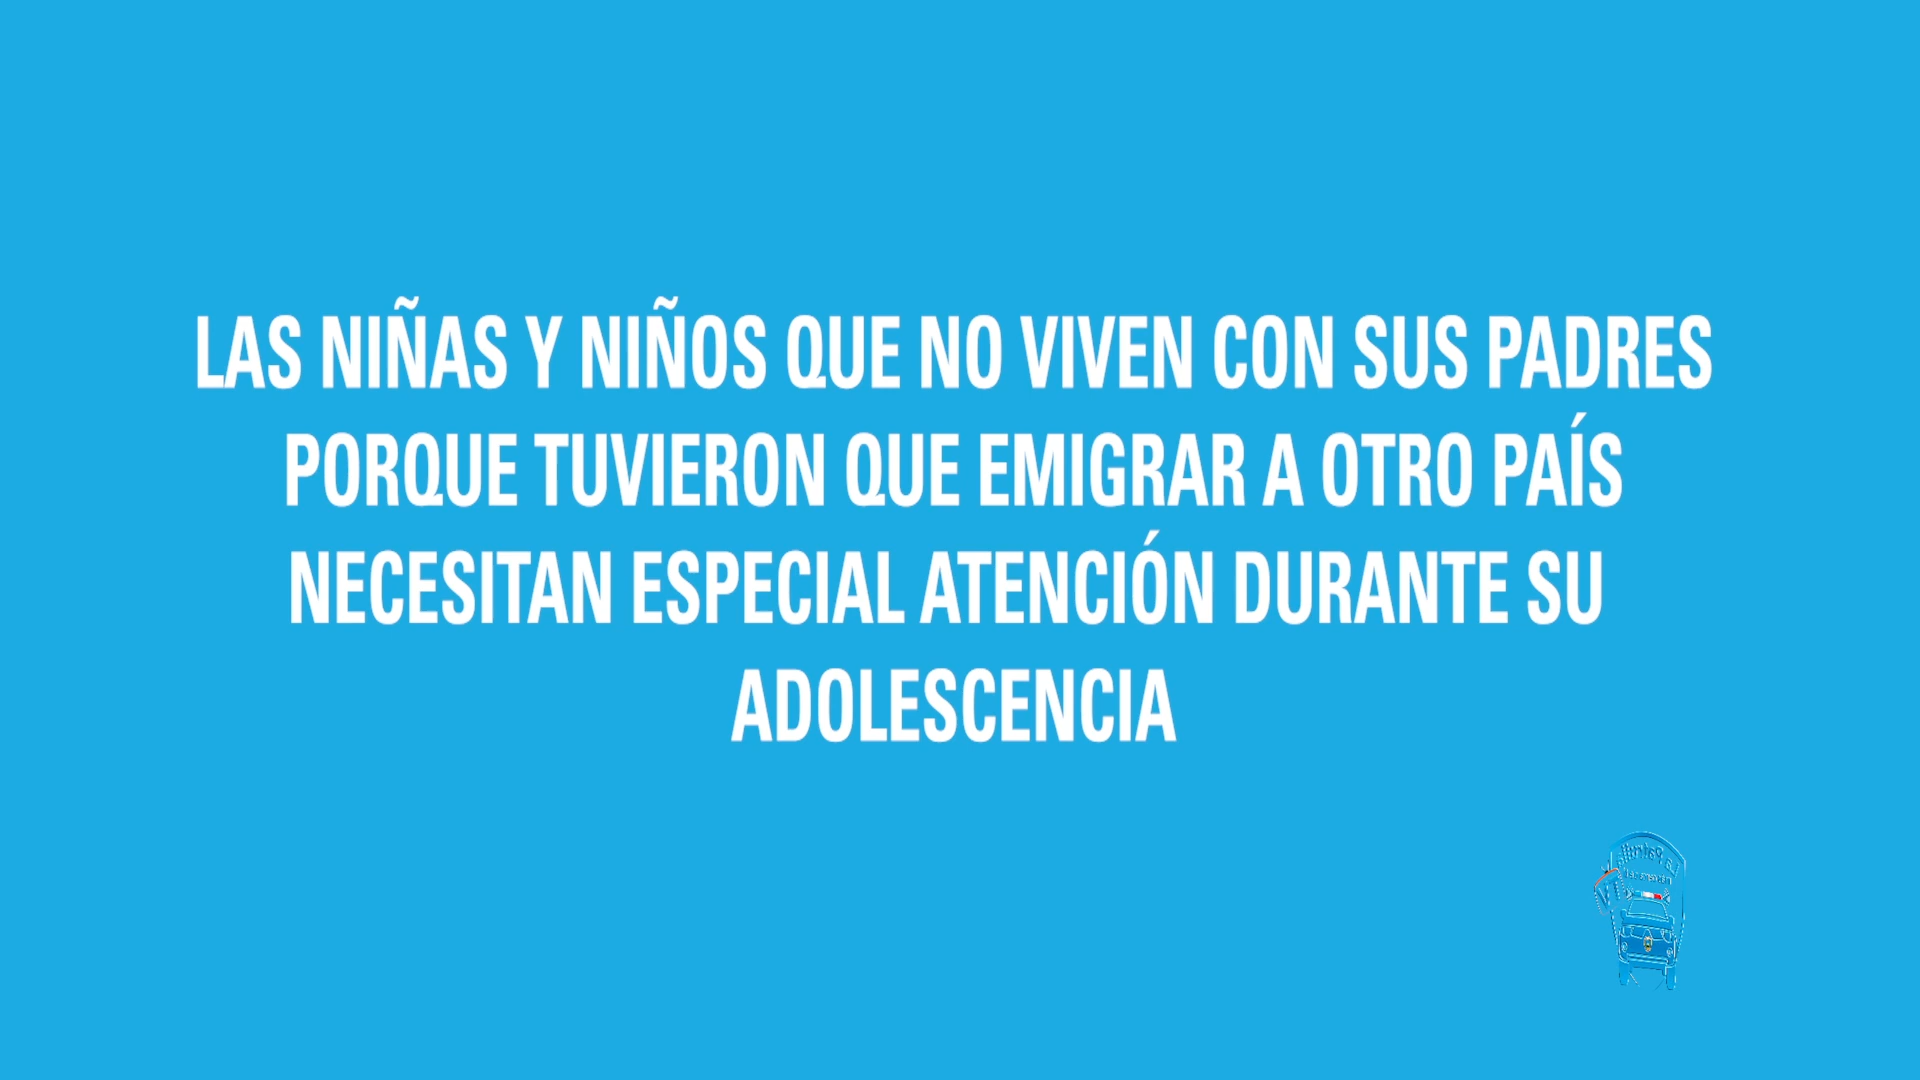 LAS NIÑAS Y NIÑOS QUE NO VIVEN CON SUS PADRES
PORQUE TUVIERON QUE EMIGRAR A OTRO PAÍS
NECESITAN ESPECIAL ATENCIÓN DURANTE SU
ADOLESCENCIA